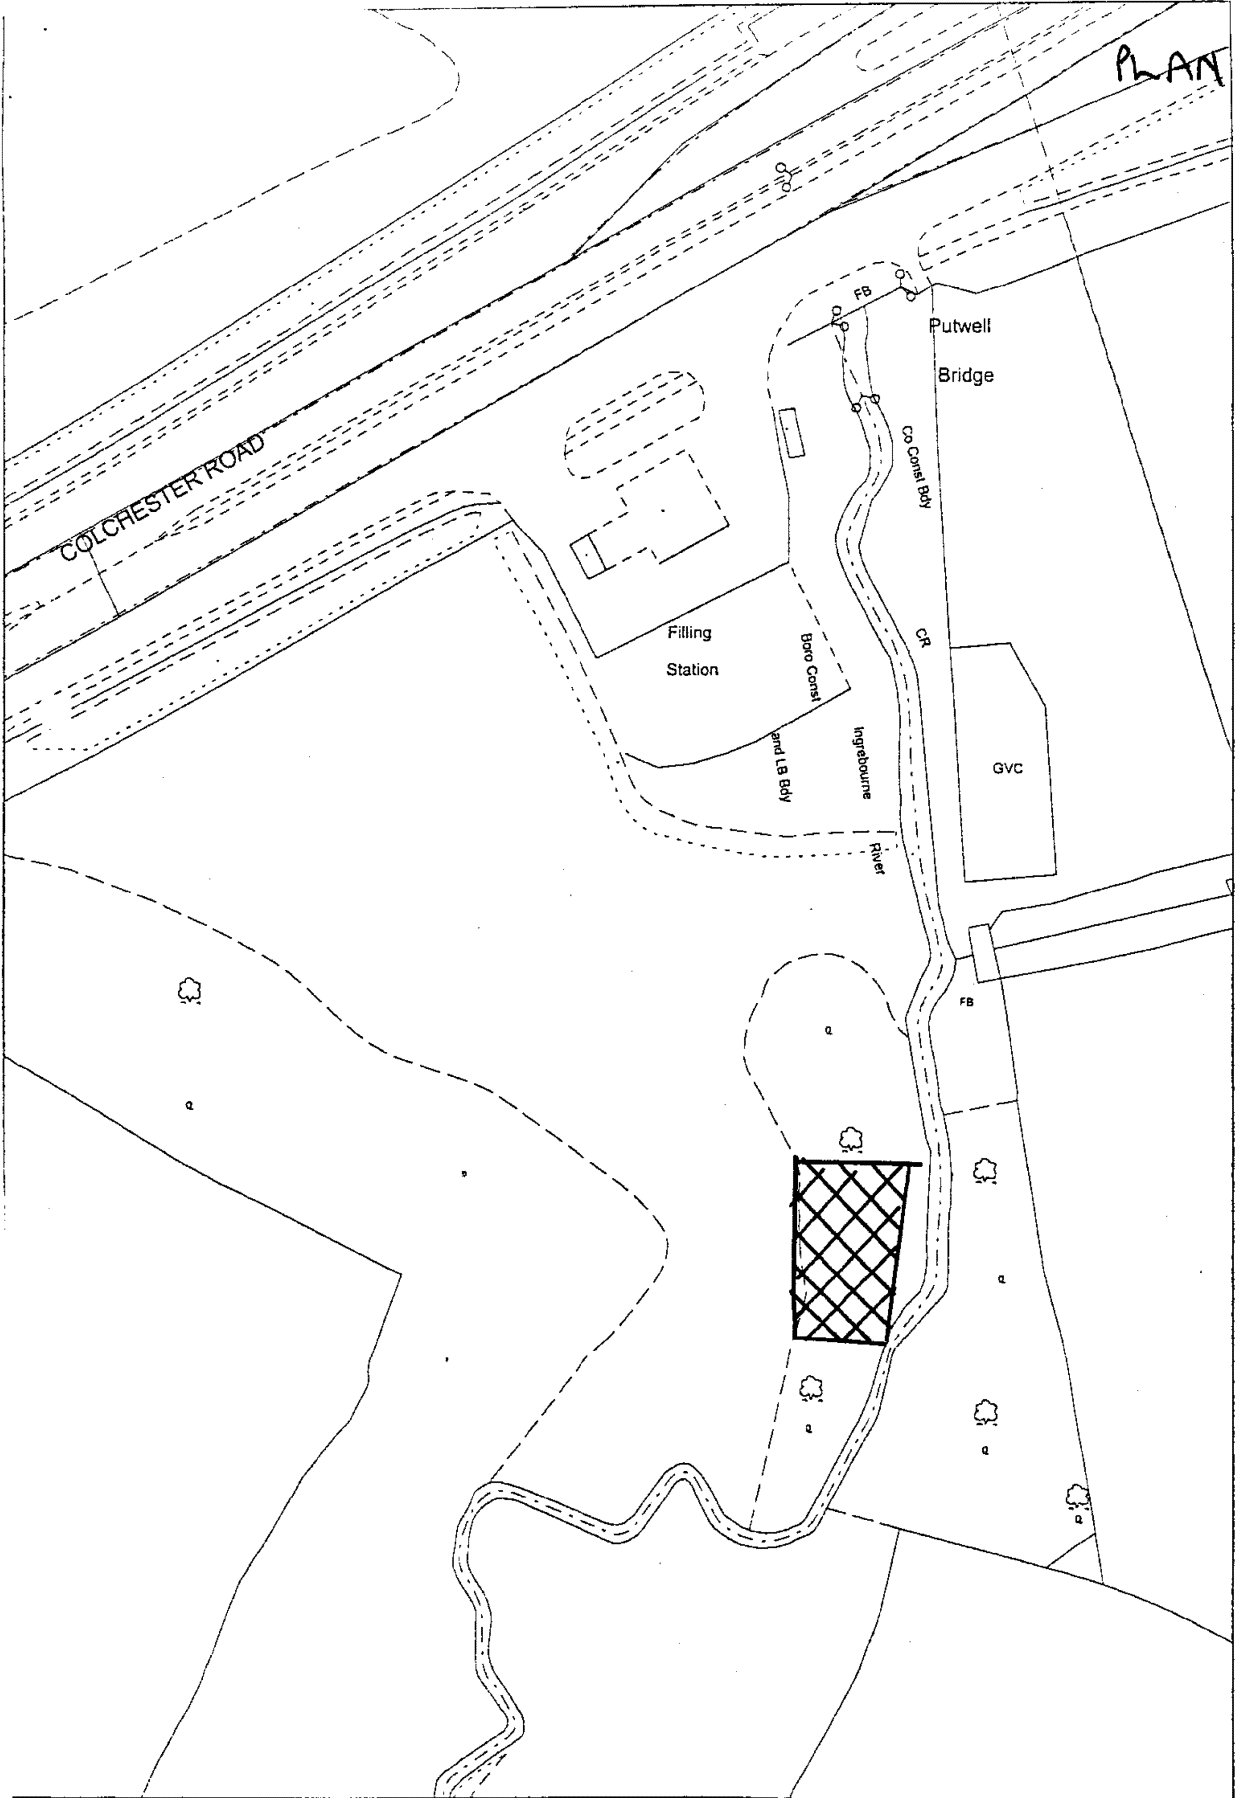 PLAN
FB
Putwell
Bridge
COLCHESTER ROAD
Co Const Bdy
Filling
Station
Boro Const
CR
and LB Bdy
Ingrebourne
GVC
River
FB